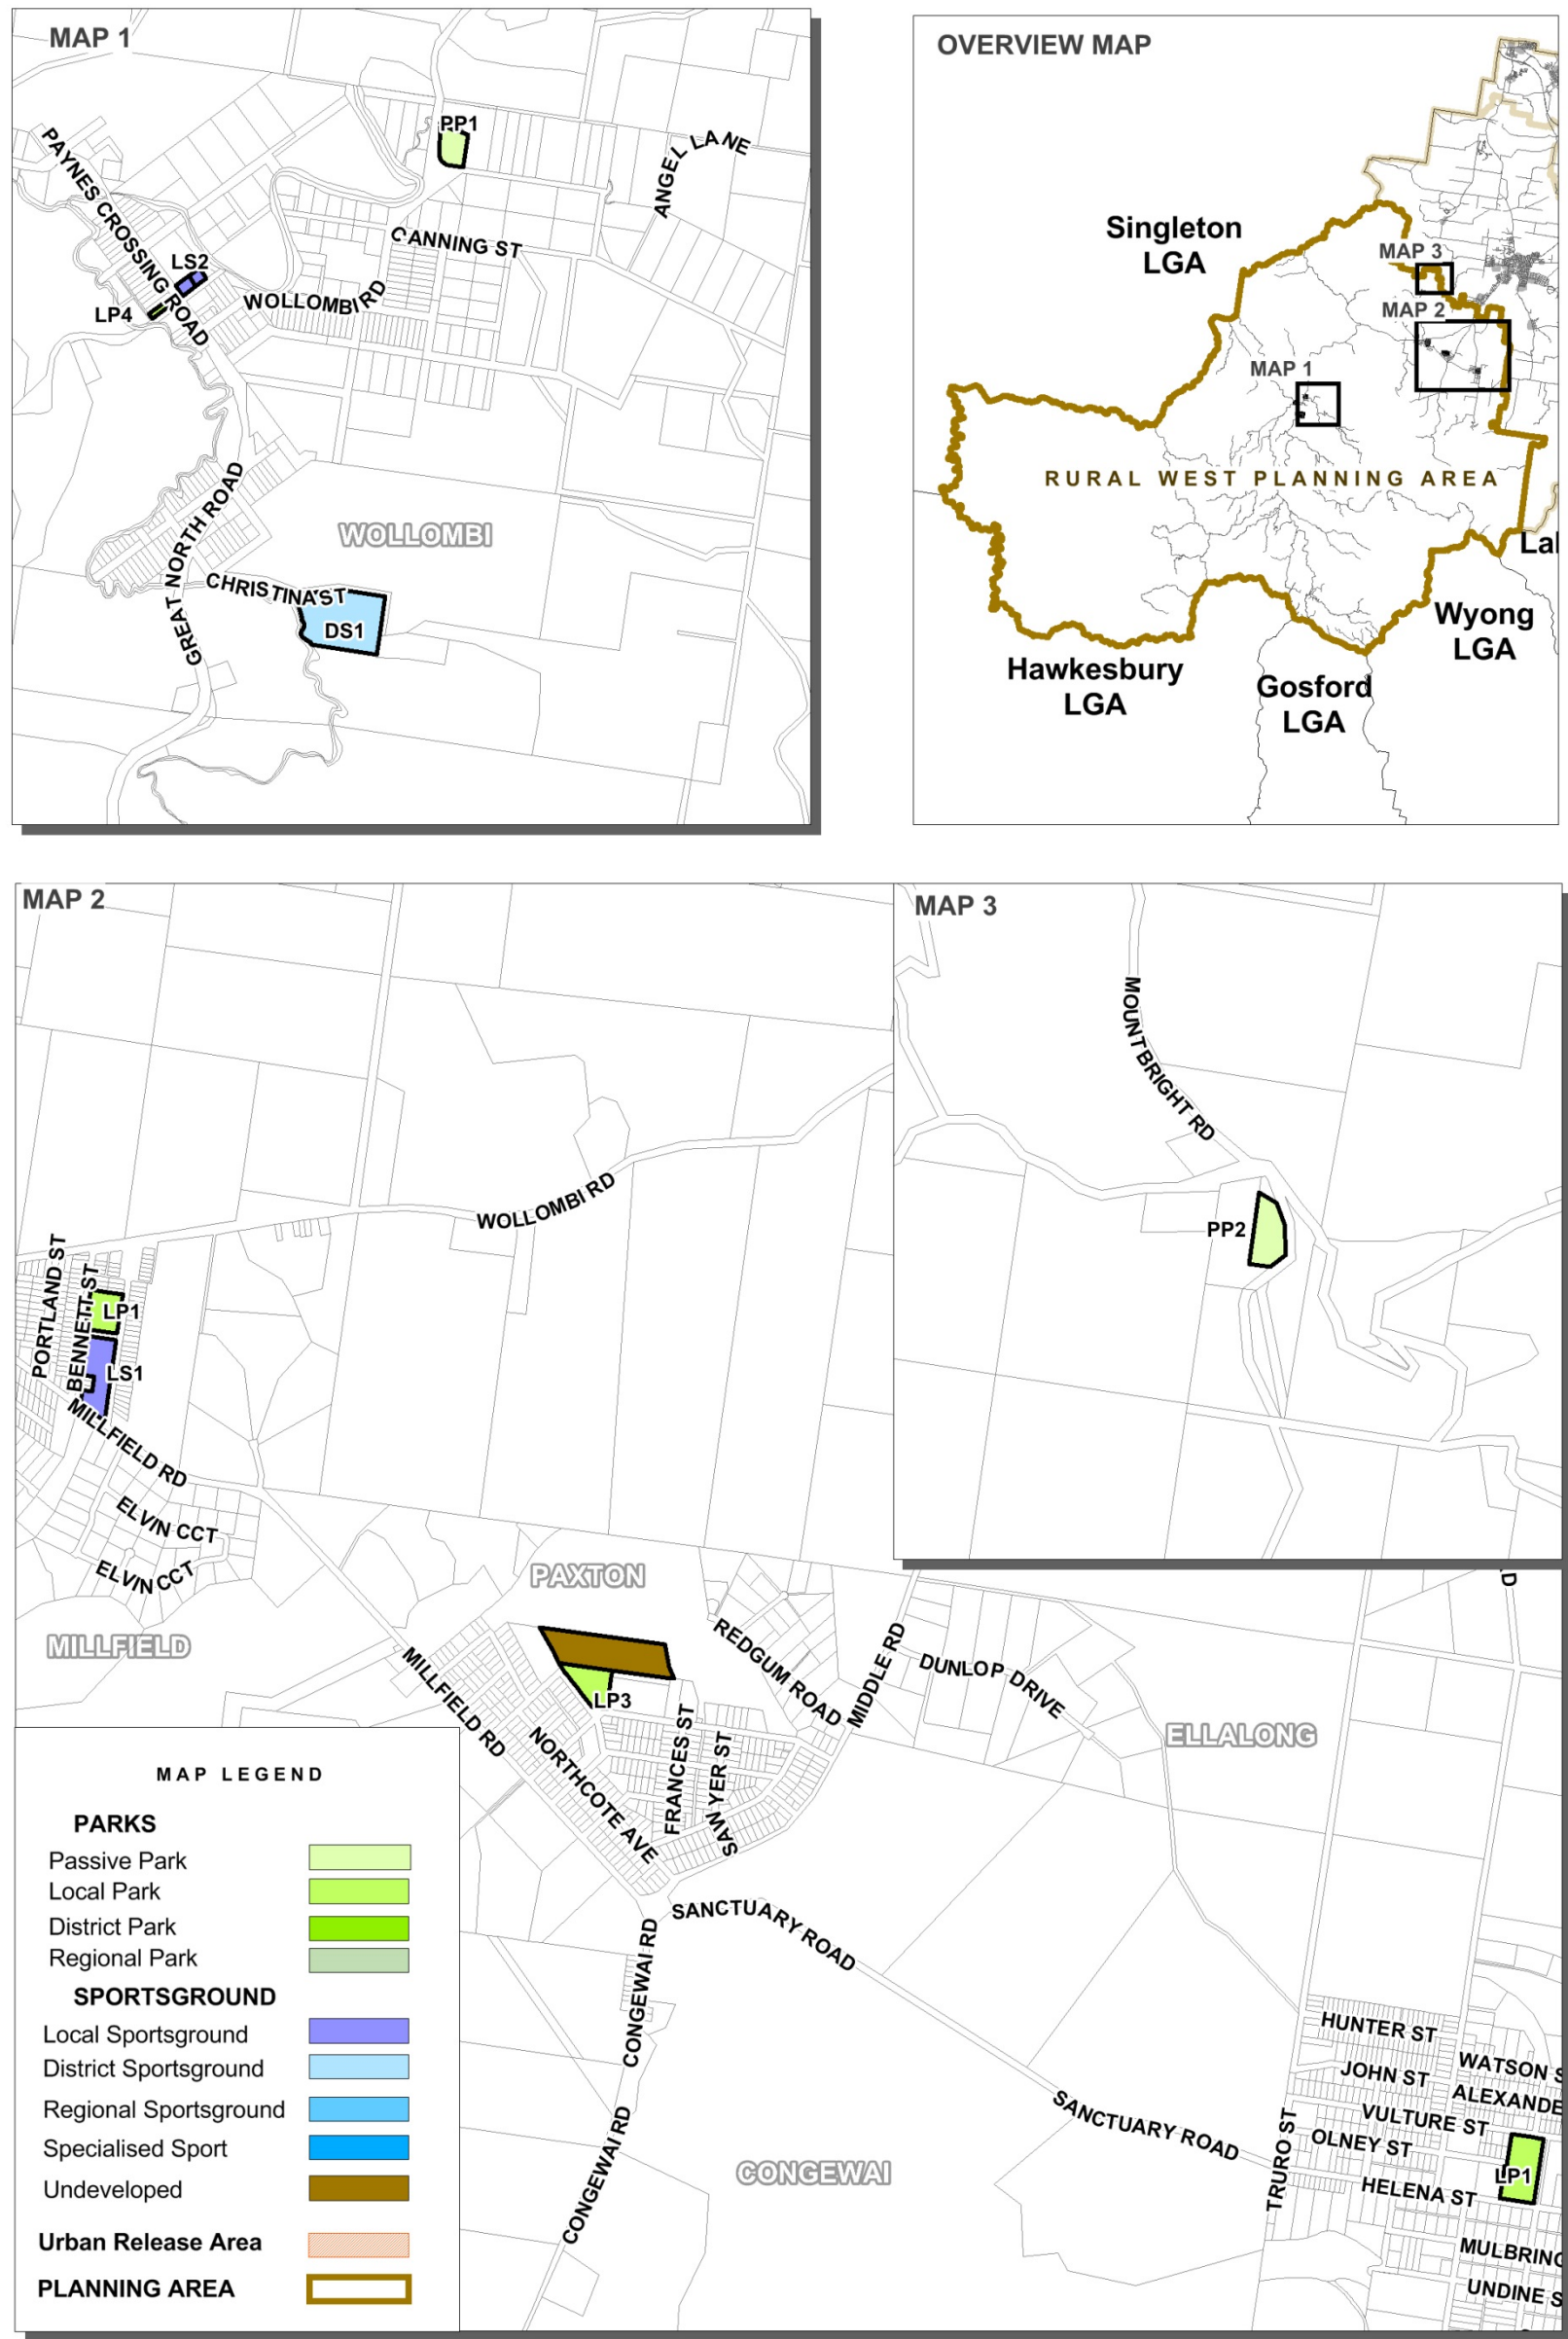 MAP 1
PP1
ANGEL LANE
PAYNES CROSSING ROAD
CANNING ST
LS2
WOLLOMBI RD
LP4
GREAT NORTH ROAD
WOLLOMBI
CHRISTINA ST
DS1
OVERVIEW MAP
Singleton
LGA
MAP 3
MAP 2
MAP 1
RURAL WEST PLANNING AREA
Lal
Wyong
LGA
Hawkesbury
LGA
Gosford
LGA
MAP 2
WOLLOMBI RD
PORTLAND ST
BENNETT ST
LP1
LS1
MILLFIELD RD
ELVIN CCT
ELVIN CCT
MILLFIELD
PAXTON
MILLFIELD RD
LP3
REDGUM ROAD
MIDDLE RD
DUNLOP DRIVE
NORTHCOTE AVE
FRANCES ST
SAWYER ST
ELLALONG
SANCTUARY ROAD
CONGEWAI RD
CONGEWAI RD
SANCTUARY ROAD
CONGEWAI
TRURO ST
HUNTER ST
WATSON S
JOHN ST
ALEXANDE
VULTURE ST
OLNEY ST
LP1
HELENA ST
MULBRING
UNDINE S
MAP 3
MOUNTBRIGHT RD
PP2
D
MAP LEGEND
PARKS
Passive Park
Local Park
District Park
Regional Park
SPORTSGROUND
Local Sportsground
District Sportsground
Regional Sportsground
Specialised Sport
Undeveloped
Urban Release Area
PLANNING AREA